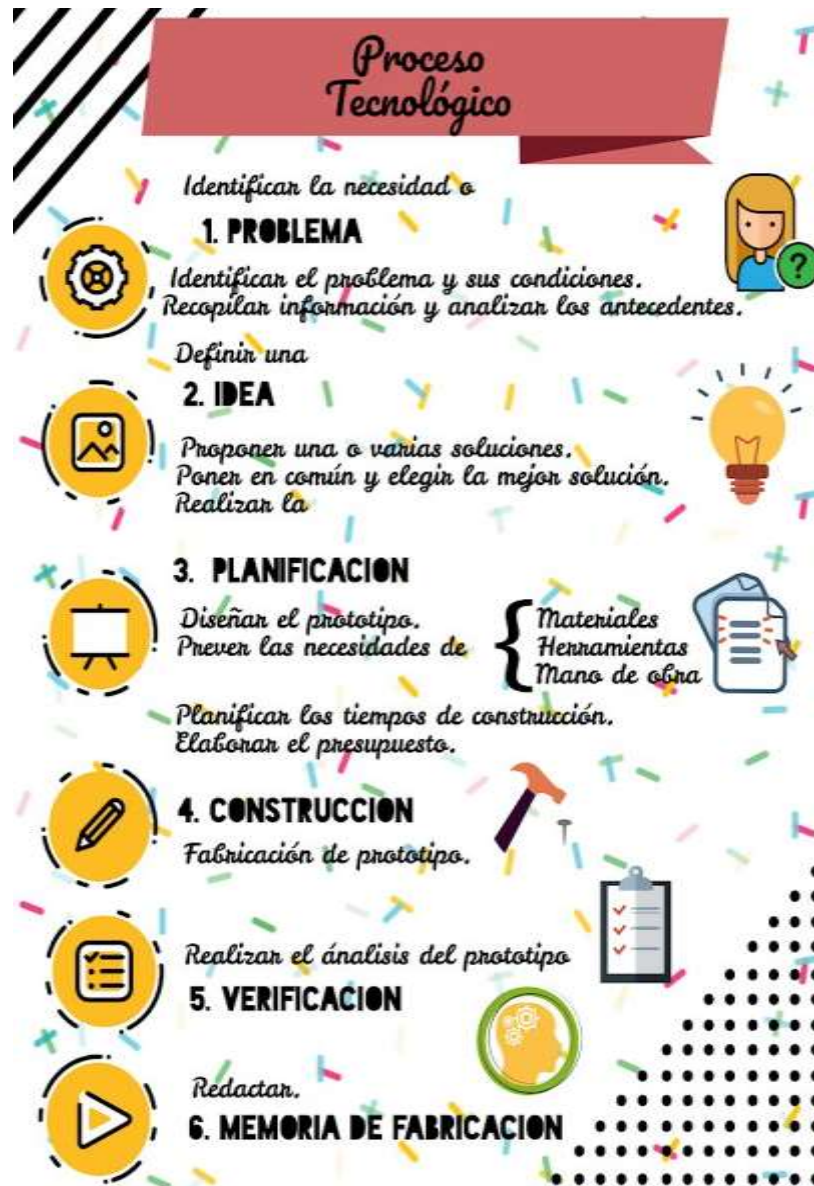 Proceso
Tecnológico
Identificar la necesidad o
1. PROBLEMA
?
Identificar el problema y sus condiciones.
Recopilar información y analizar los antecedentes.
Definir una
2. IDEA
Proponer una o varias soluciones.
Poner en común y elegir la mejor solución.
Realizar la
3. PLANIFICACION
Diseñar el prototipo.
Prever las necesidades de { Materiales
Herramientas
Mano de obra
Planificar los tiempos de construcción.
Elaborar el presupuesto.
4. CONSTRUCCION
Fabricación de prototipo.
Realizar el ánalisis del prototipo
5. VERIFICACION
Redactar.
6. MEMORIA DE FABRICACION